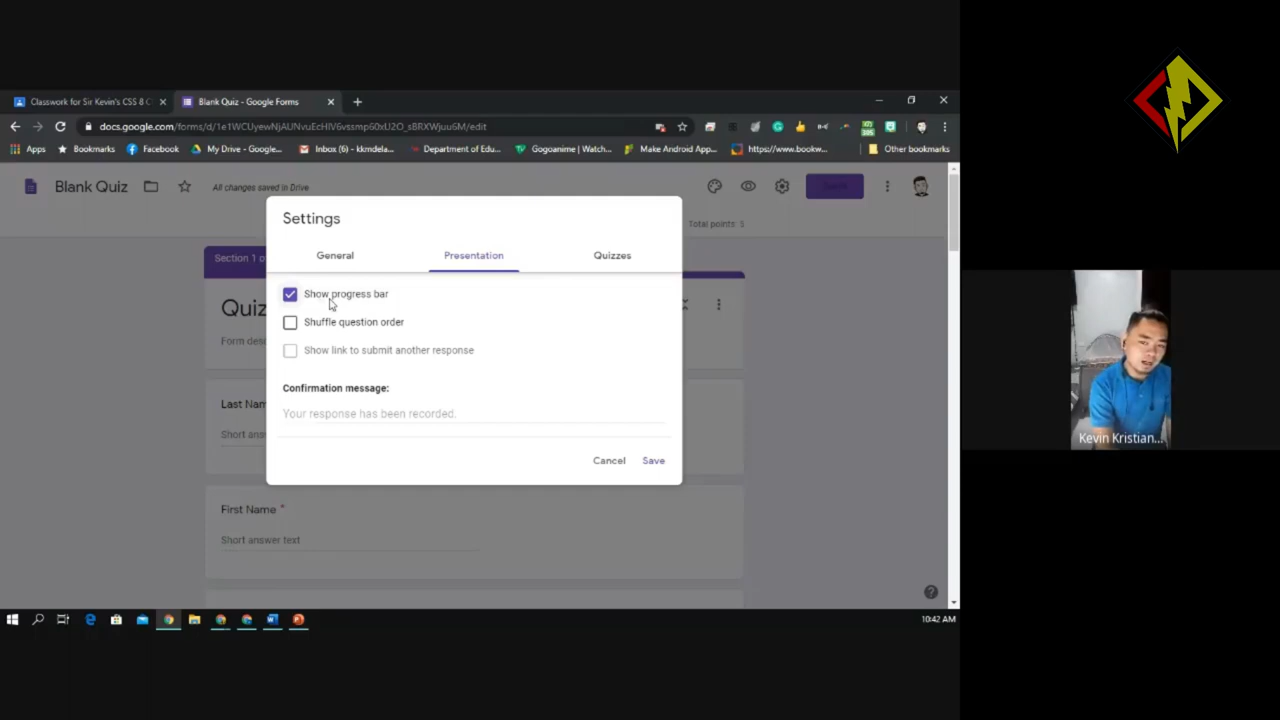 Classwork for Sir Kevin's CSS 8 C
Blank Quiz - Google Forms
docs.google.com/forms/d/1e1WCUyewNjAUNvuEcHIV6vssmp60xU2O_sBRXWjuu6M/edit
Apps
Bookmarks
Facebook
My Drive - Google...
Inbox (6) - kkmdela...
Department of Edu...
Gogoanime | Watch...
Make Android App...
https://www.bookw...
Other bookmarks
Blank Quiz
All changes saved in Drive
Total points: 5
Settings
General
Presentation
Quizzes
Section 1 o
Show progress bar
Quiz
Shuffle question order
Form des
Show link to submit another response
Confirmation message:
Last Nam
Your response has been recorded.
Short ans
Cancel
Save
Kevin Kristian...
First Name *
Short answer text
10:42 AM